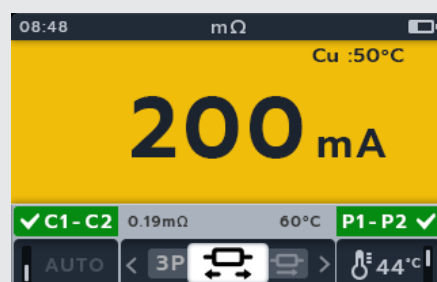 08:48 mΩ
Cu :50°C
200 mA
C1-C2 0.19mΩ 60°C P1-P2
AUTO < 3P > 44°C